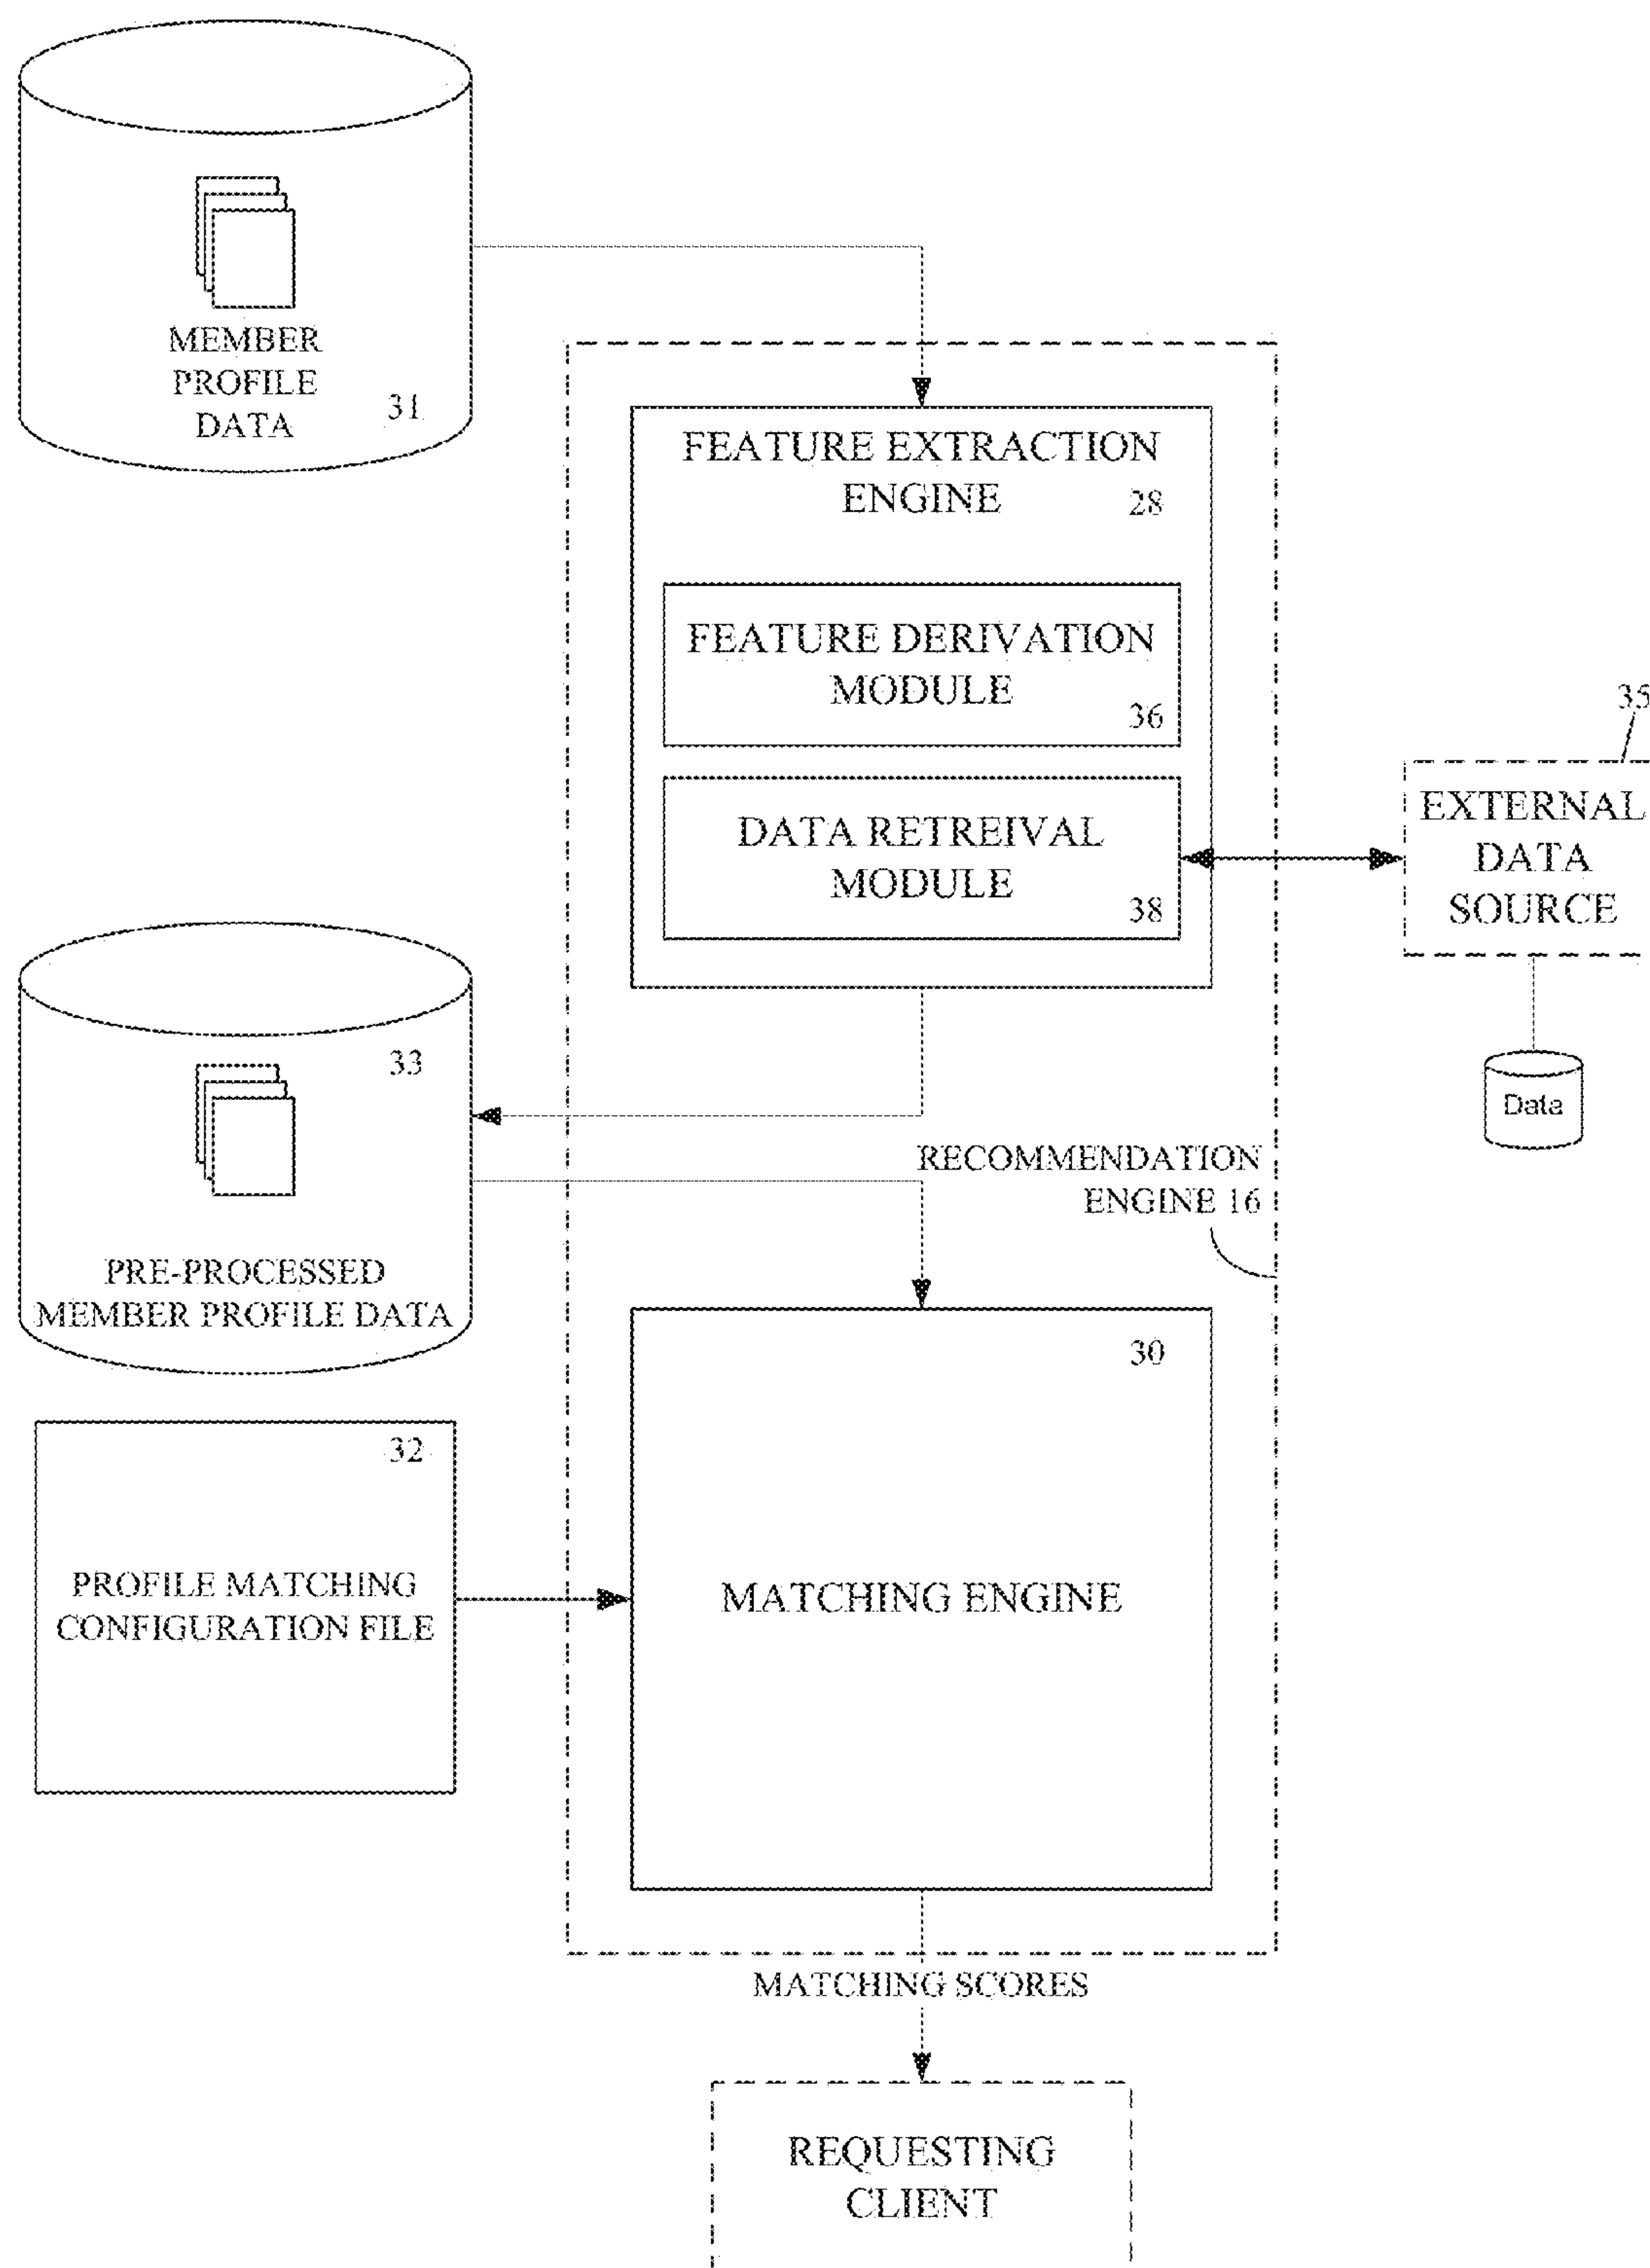 MEMBER
PROFILE
DATA
31
FEATURE EXTRACTION
ENGINE
28
FEATURE DERIVATION
MODULE
36
DATA RETREIVAL
MODULE
38
35
EXTERNAL
DATA
SOURCE
Data
33
PRE-PROCESSED
MEMBER PROFILE DATA
RECOMMENDATION
ENGINE 16
30
MATCHING ENGINE
32
PROFILE MATCHING
CONFIGURATION FILE
MATCHING SCORES
REQUESTING
CLIENT